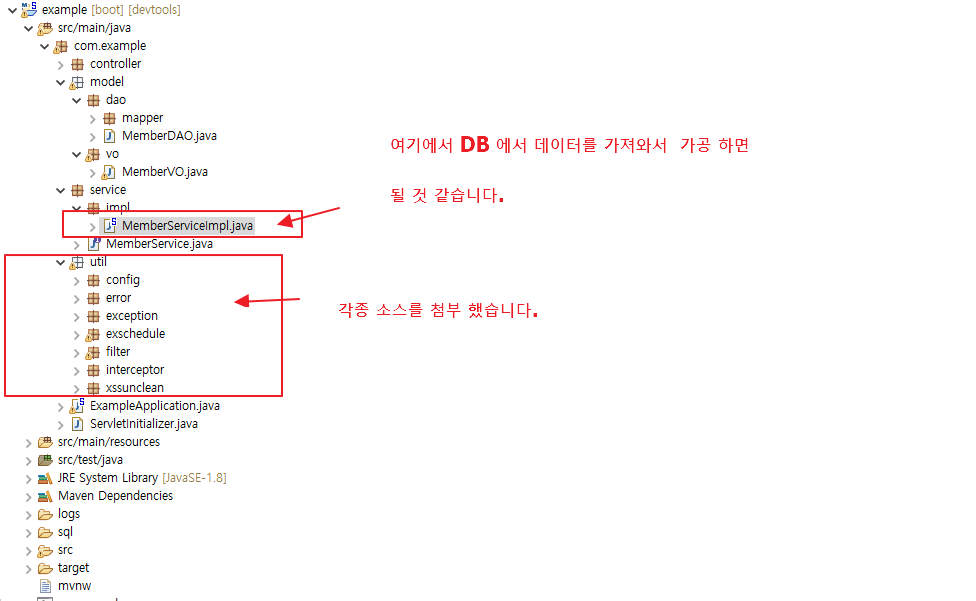 example [boot] [devtools]
src/main/java
com.example
controller
model
dao
mapper
MemberDAO.java
여기에서 DB 에서 데이터를 가져와서 가공 하면
vo
MemberVO.java
service
될 것 같습니다.
impl
MemberServiceImpl.java
MemberService.java
util
config
error
각종 소스를 첨부 했습니다.
exception
exschedule
filter
interceptor
xssunclean
ExampleApplication.java
ServletInitializer.java
src/main/resources
src/test/java
JRE System Library [JavaSE-1.8]
Maven Dependencies
logs
sql
src
target
mvnw